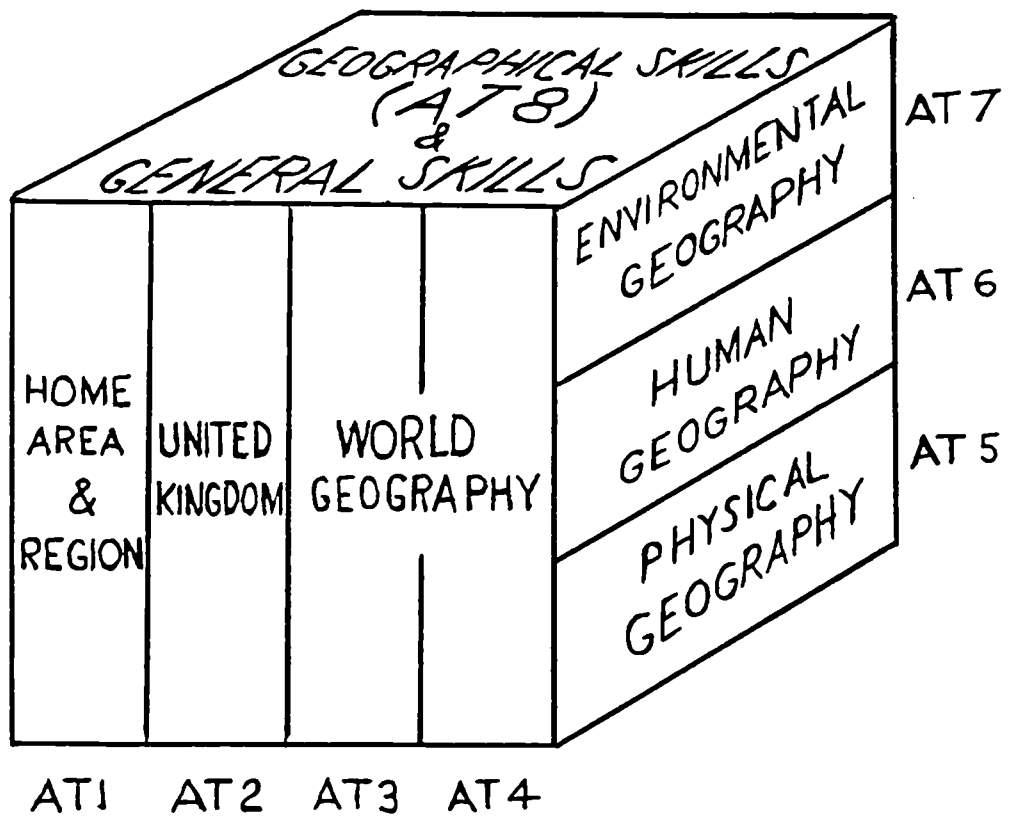 GEOGRAPHICAL SKILLS
(AT8)
&
GENERAL SKILLS
ENVIRONMENTAL
GEOGRAPHY
AT 7
HUMAN
GEOGRAPHY
AT 6
PHYSICAL
GEOGRAPHY
AT 5
HOME
AREA
&
REGION
UNITED
KINGDOM
WORLD
GEOGRAPHY
AT1
AT2
AT3
AT4